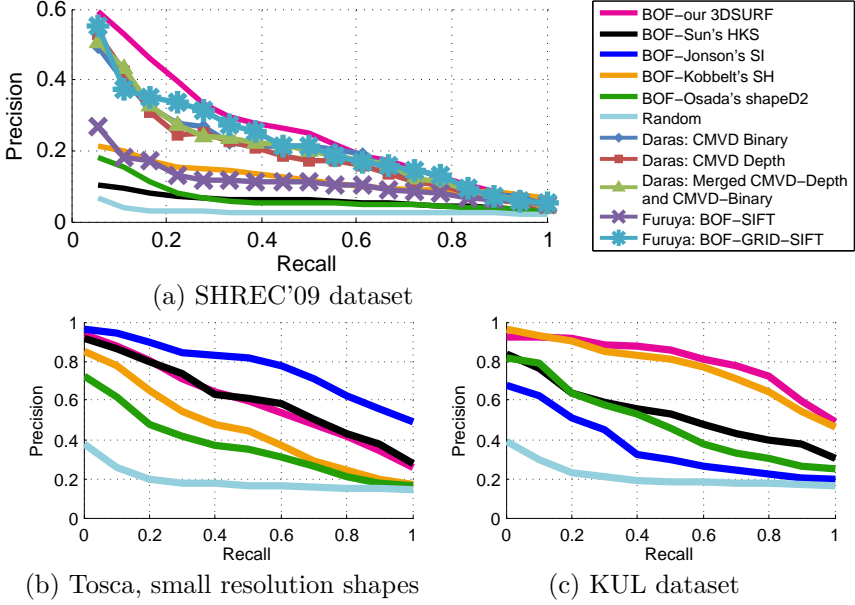 0.6
0.4
0.2
0
Precision
0 0.2 0.4 0.6 0.8 1
Recall
(a) SHREC'09 dataset
BOF−our 3DSURF
BOF−Sun's HKS
BOF−Jonson's SI
BOF−Kobbelt's SH
BOF−Osada's shapeD2
Random
Daras: CMVD Binary
Daras: CMVD Depth
Daras: Merged CMVD−Depth
and CMVD−Binary
Furuya: BOF−SIFT
Furuya: BOF−GRID−SIFT
1
0.8
0.6
0.4
0.2
0
Precision
0 0.2 0.4 0.6 0.8 1
Recall
(b) Tosca, small resolution shapes
1
0.8
0.6
0.4
0.2
0
Precision
0 0.2 0.4 0.6 0.8 1
Recall
(c) KUL dataset